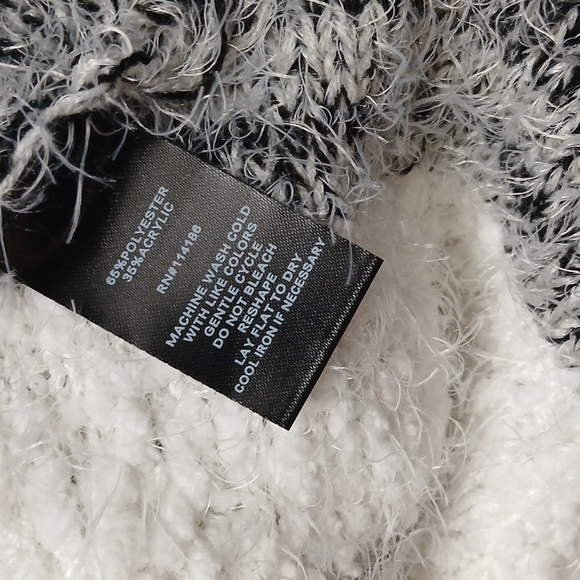 65%POLYESTER
35%ACRYLIC
RN#114186
MACHINE WASH COLD
WITH LIKE COLORS
GENTLE CYCLE
DO NOT BLEACH
RESHAPE
LAY FLAT TO DRY
COOL IRON IF NECESSARY